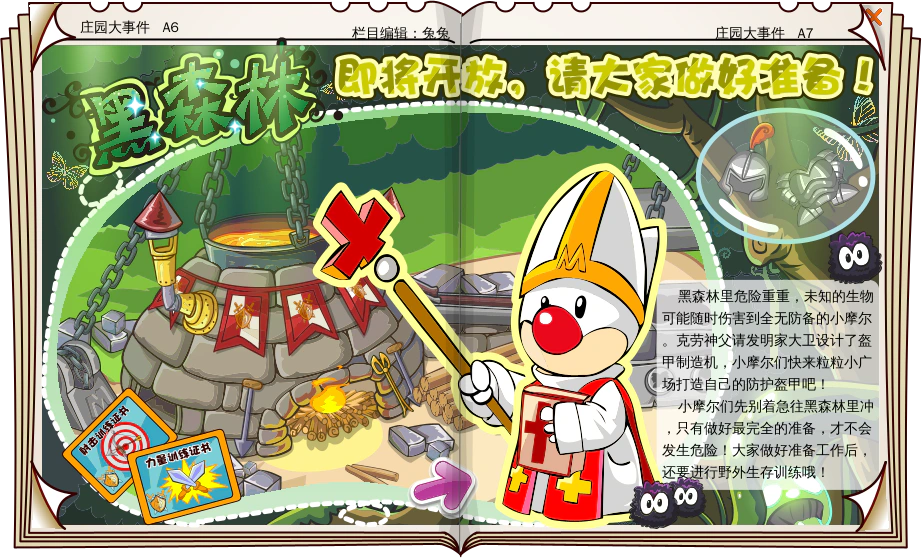 庄园大事件 A6
栏目编辑：兔兔
庄园大事件 A7
黑森林
即将开放，请大家做好准备！
M
黑森林里危险重重，未知的生物
可能随时伤害到全无防备的小摩尔
。克劳神父请发明家大卫设计了盔
甲制造机，小摩尔们快来粒粒小广
场打造自己的防护盔甲吧！
小摩尔们先别着急往黑森林里冲
，只有做好最完全的准备，才不会
发生危险！大家做好准备工作后，
还要进行野外生存训练哦！
射击训练证书
力量训练证书